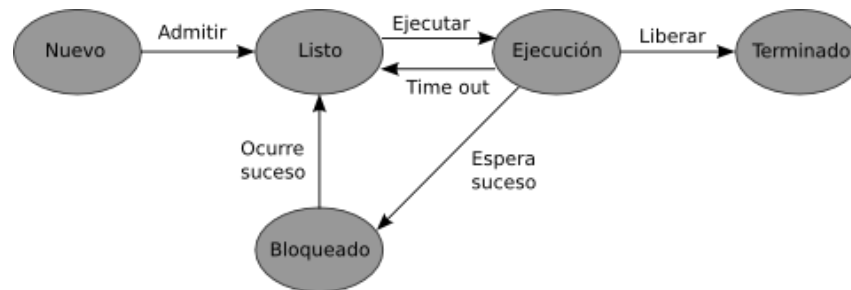 Nuevo
Admitir
Listo
Ejecutar
Ejecución
Liberar
Terminado
Time out
Ocurre
suceso
Espera
suceso
Bloqueado